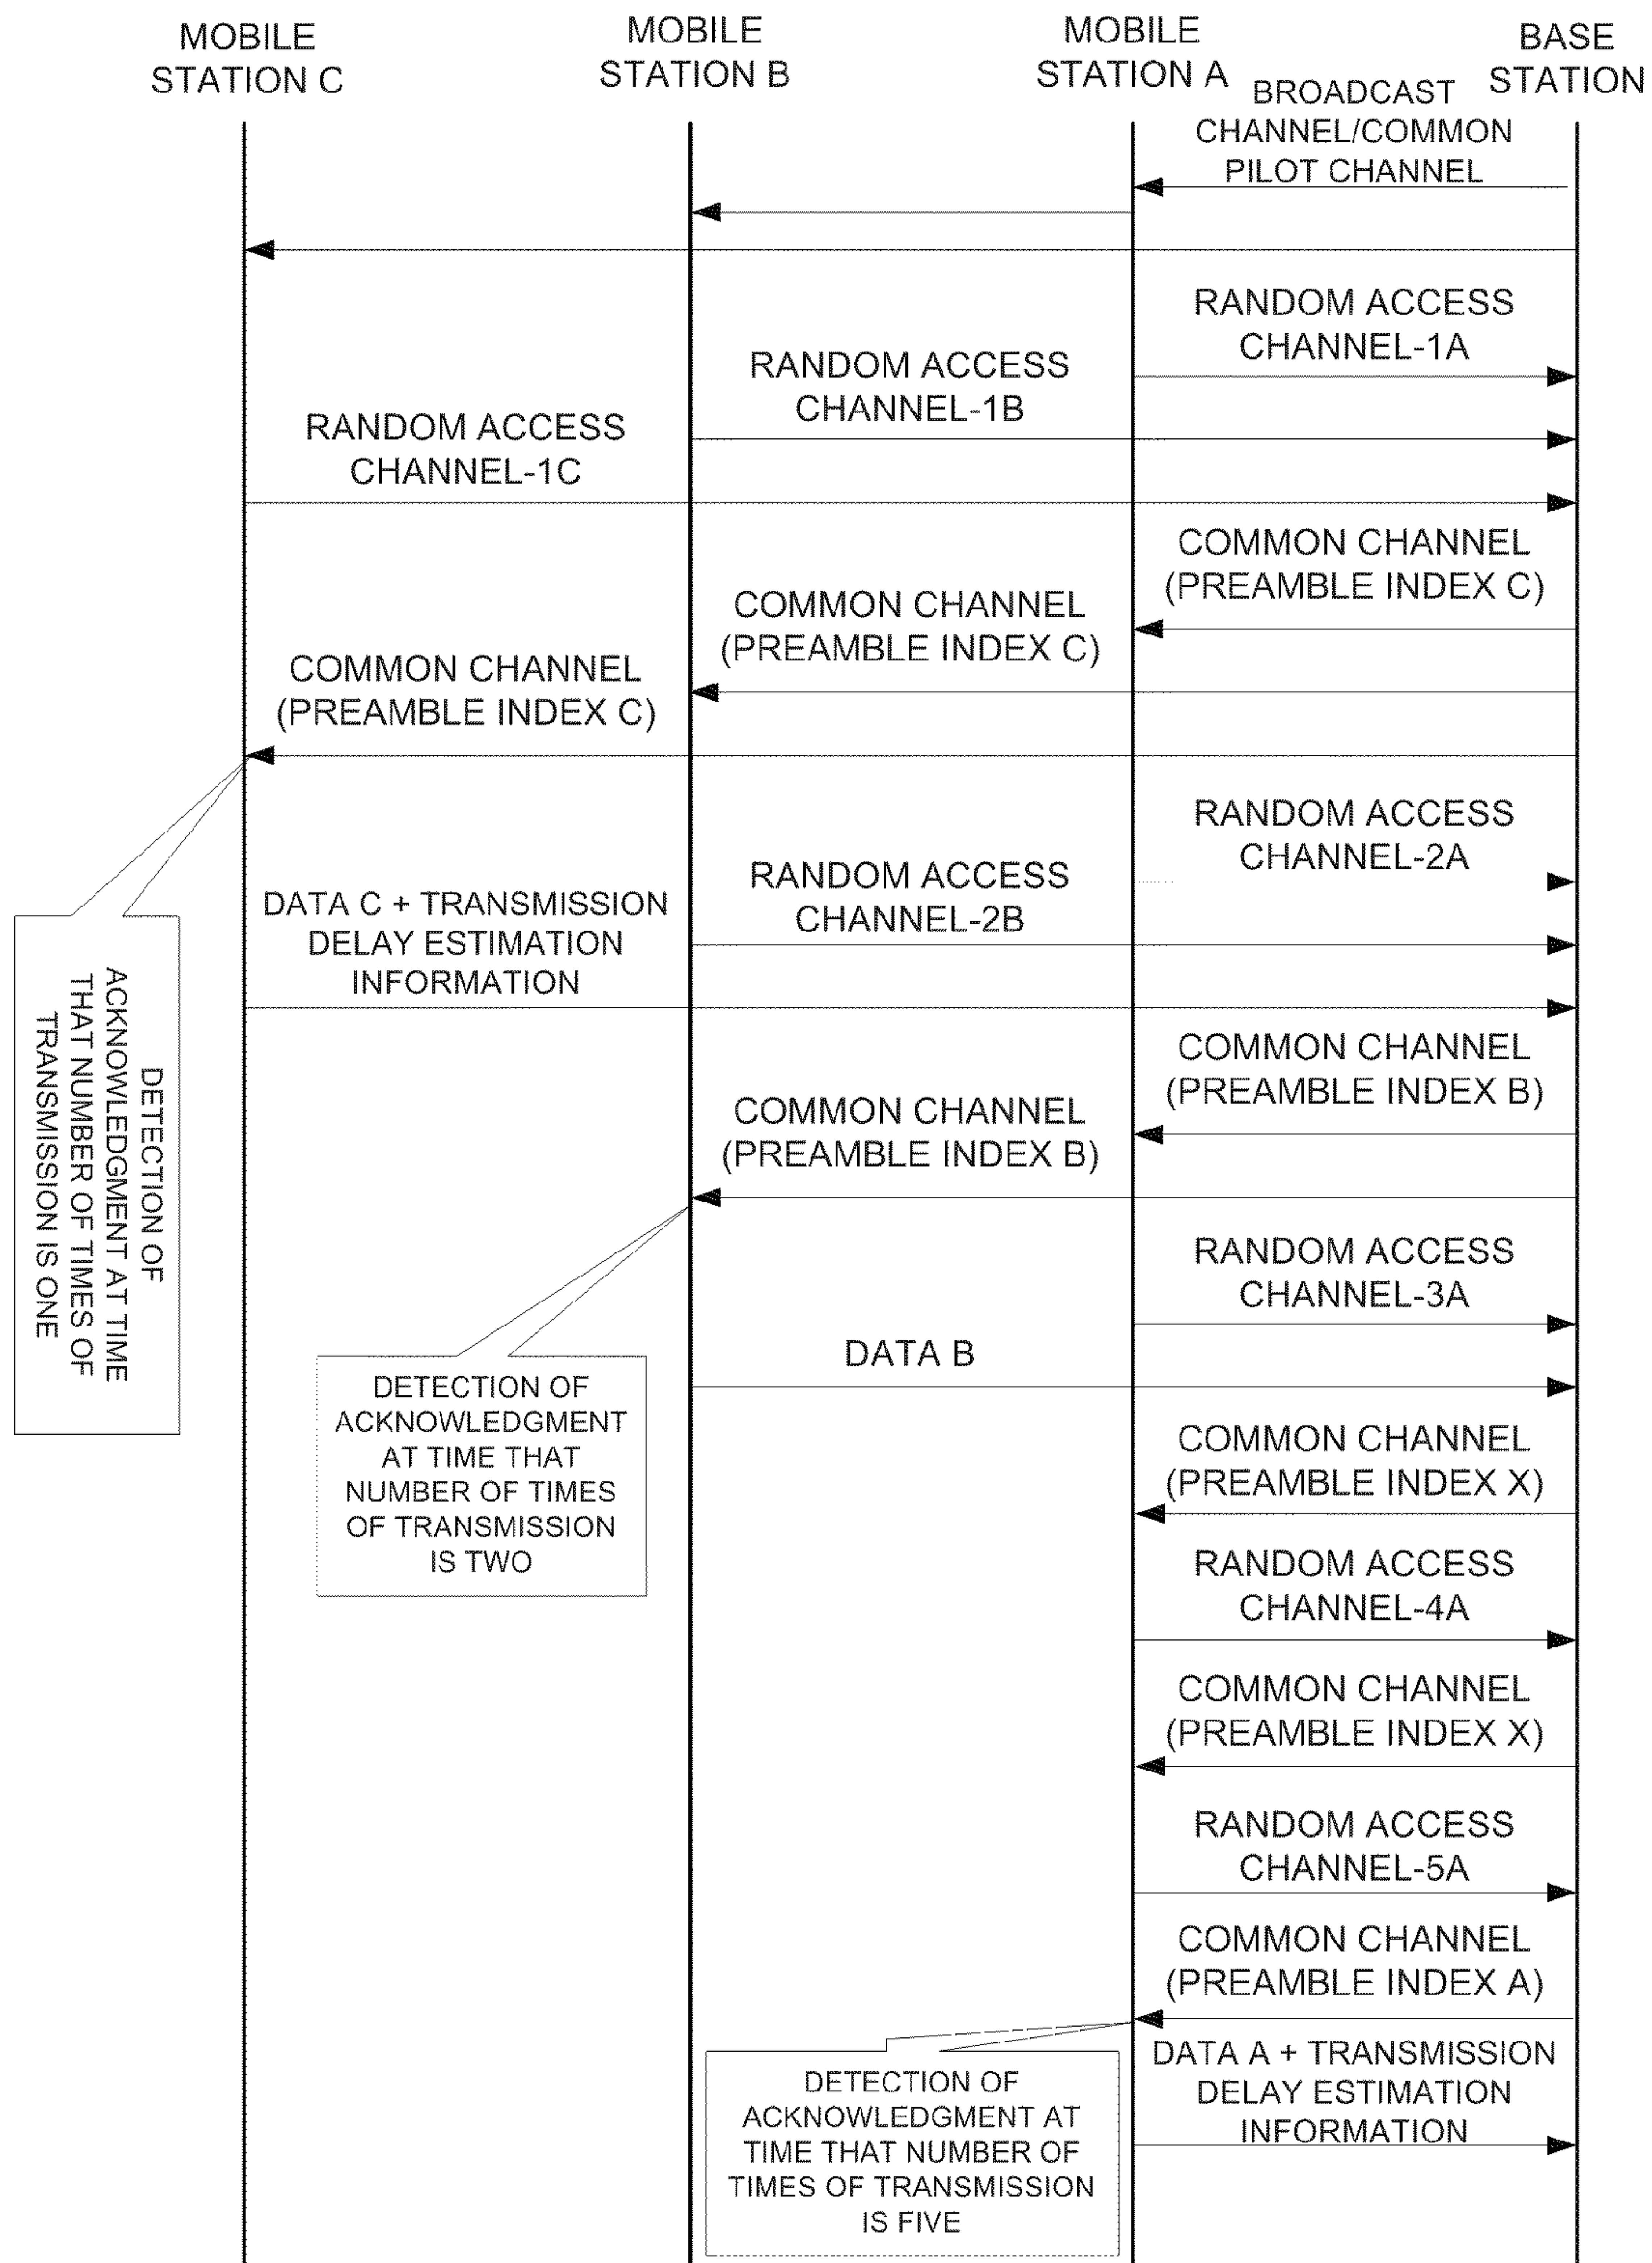 MOBILE
STATION C
MOBILE
STATION B
MOBILE
STATION A
BASE
STATION
BROADCAST
CHANNEL/COMMON
PILOT CHANNEL
RANDOM ACCESS
CHANNEL-1A
RANDOM ACCESS
CHANNEL-1B
RANDOM ACCESS
CHANNEL-1C
COMMON CHANNEL
(PREAMBLE INDEX C)
COMMON CHANNEL
(PREAMBLE INDEX C)
COMMON CHANNEL
(PREAMBLE INDEX C)
RANDOM ACCESS
CHANNEL-2A
RANDOM ACCESS
CHANNEL-2B
DATA C + TRANSMISSION
DELAY ESTIMATION
INFORMATION
DETECTION OF
ACKNOWLEDGMENT AT TIME
THAT NUMBER OF TIMES OF
TRANSMISSION IS ONE
COMMON CHANNEL
(PREAMBLE INDEX B)
COMMON CHANNEL
(PREAMBLE INDEX B)
RANDOM ACCESS
CHANNEL-3A
DATA B
DETECTION OF
ACKNOWLEDGMENT
AT TIME THAT
NUMBER OF TIMES
OF TRANSMISSION
IS TWO
COMMON CHANNEL
(PREAMBLE INDEX X)
RANDOM ACCESS
CHANNEL-4A
COMMON CHANNEL
(PREAMBLE INDEX X)
RANDOM ACCESS
CHANNEL-5A
COMMON CHANNEL
(PREAMBLE INDEX A)
DATA A + TRANSMISSION
DELAY ESTIMATION
INFORMATION
DETECTION OF
ACKNOWLEDGMENT AT
TIME THAT NUMBER OF
TIMES OF TRANSMISSION
IS FIVE